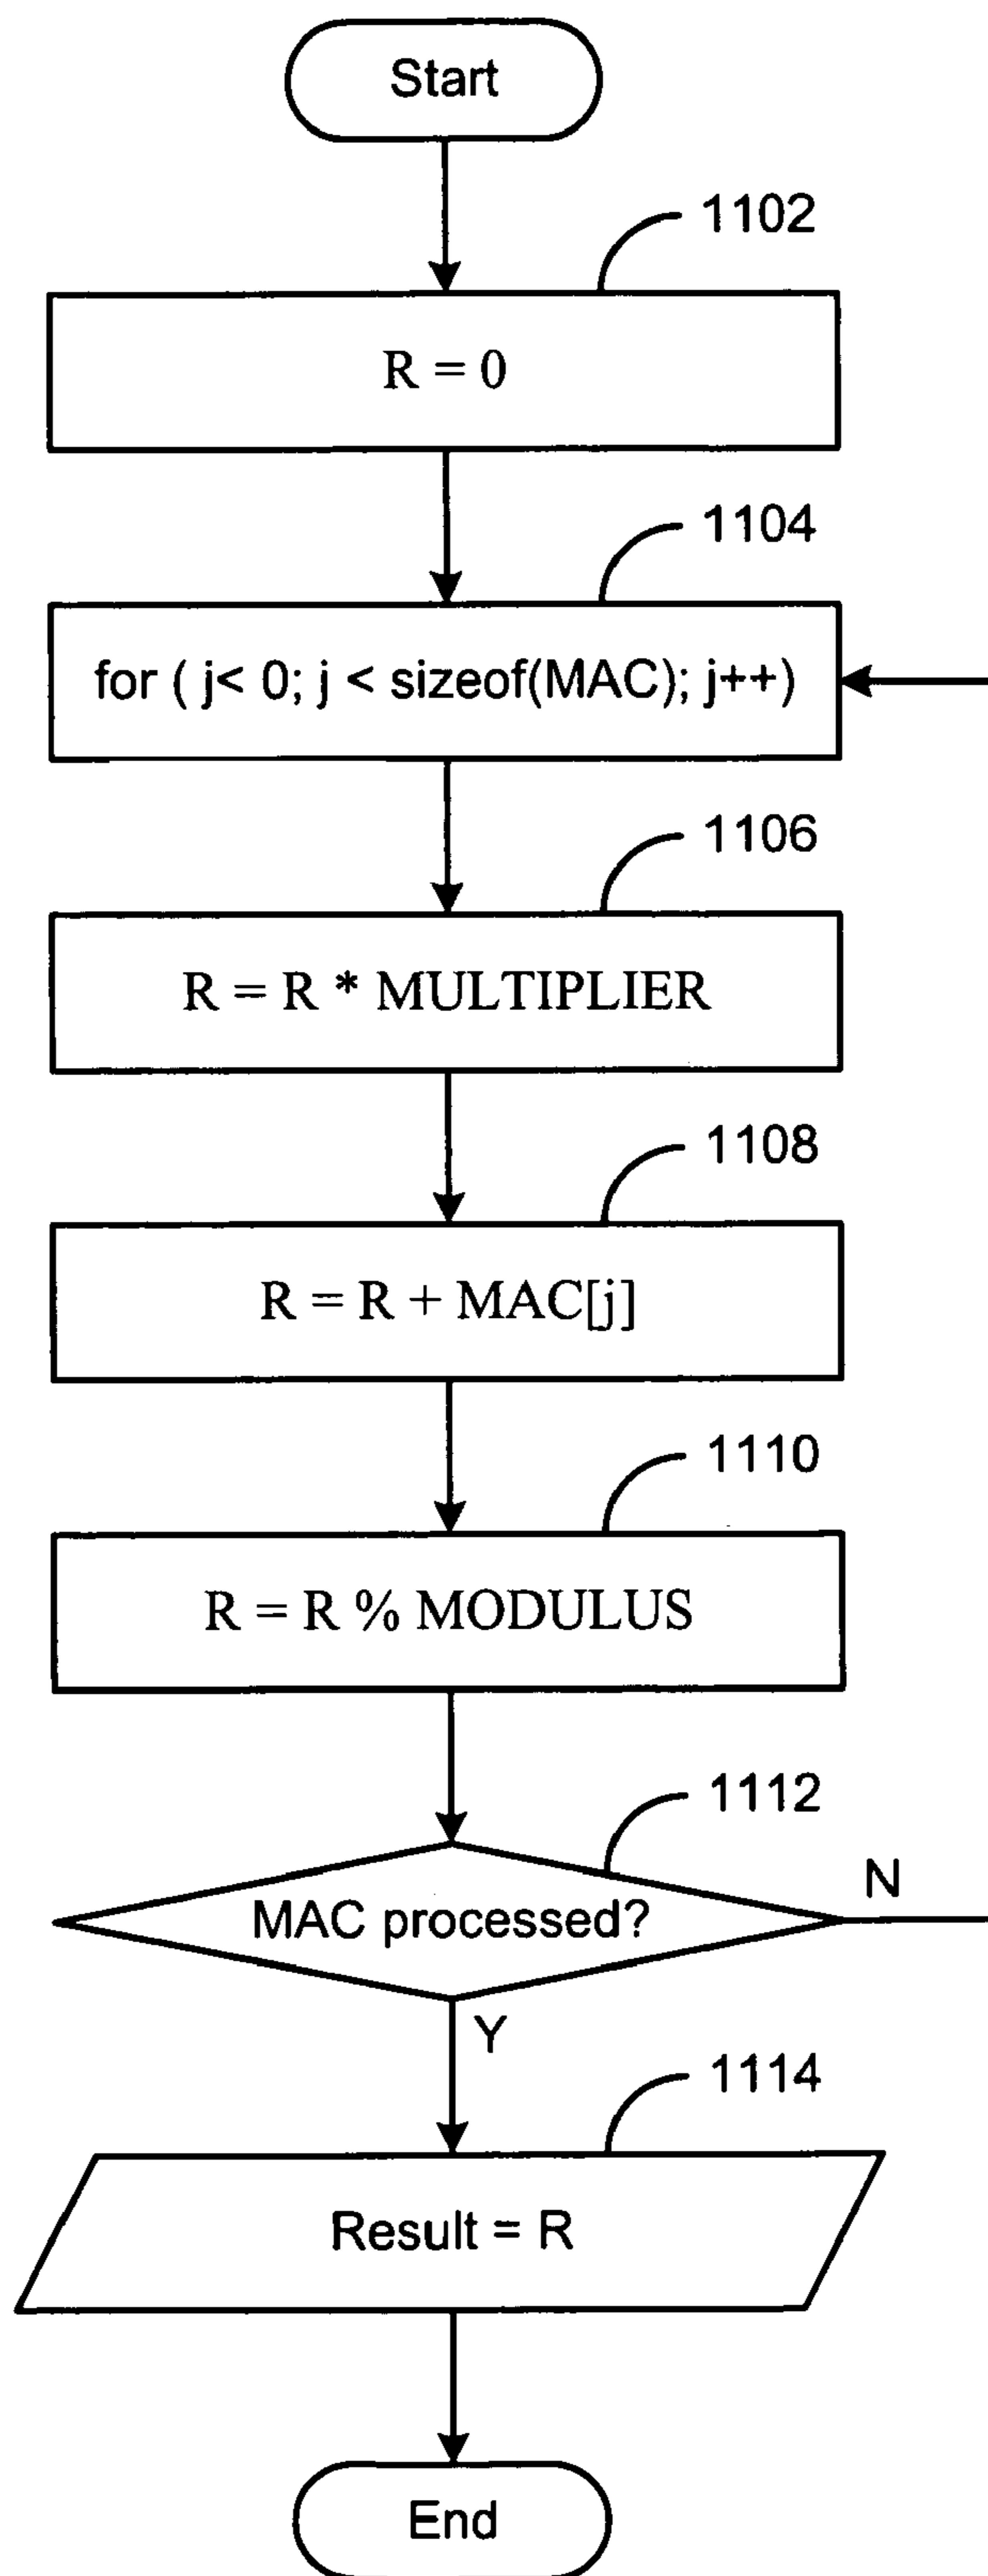 Start
1102
R = 0
1104
for ( j< 0; j < sizeof(MAC); j++)
1106
R = R * MULTIPLIER
1108
R = R + MAC[j]
1110
R = R % MODULUS
1112
MAC processed?
N
Y
1114
Result = R
End